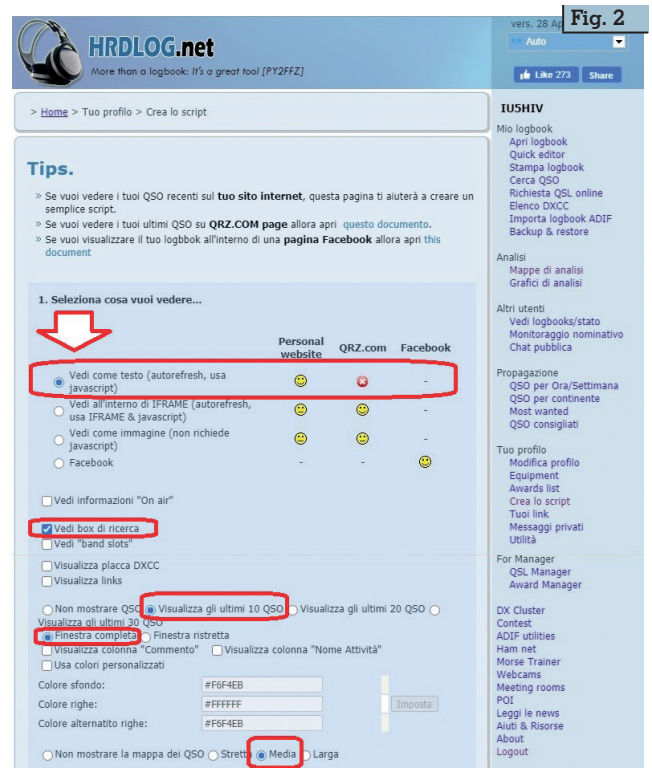 Fig. 2
HRDLOG.net
More than a logbook: It's a great tool [PY2FFZ]
vers. 28 Ap
Auto
Like 273 Share
> Home > Tuo profilo > Crea lo script
Tips.
» Se vuoi vedere i tuoi QSO recenti sul tuo sito internet, questa pagina ti aiuterà a creare un
semplice script.
» Se vuoi vedere i tuoi ultimi QSO su QRZ.COM page allora apri questo documento.
» Se vuoi visualizzare il tuo logbbok all'interno di una pagina Facebook allora apri this
document
1. Seleziona cosa vuoi vedere...
Personal
website
QRZ.com
Facebook
Vedi come testo (autorefresh, usa
javascript)
-
Vedi all'interno di IFRAME (autorefresh,
usa IFRAME & javascript)
-
Vedi come immagine (non richiede
javascript)
-
Facebook - -
Vedi informazioni "On air"
Vedi box di ricerca
Vedi "band slots"
Visualizza placca DXCC
Visualizza links
Non mostrare QSO Visualizza gli ultimi 10 QSO Visualizza gli ultimi 20 QSO
Visualizza gli ultimi 30 QSO
Finestra completa Finestra ristretta
Visualizza colonna "Commento" Visualizza colonna "Nome Attività"
Usa colori personalizzati
Colore sfondo: #F6F4EB
Colore righe: #FFFFFF Imposta
Colore alternatito righe: #F6F4EB
Non mostrare la mappa dei QSO Stretta Media Larga
IU5HIV
Mio logbook
Apri logbook
Quick editor
Stampa logbook
Cerca QSO
Richiesta QSL online
Elenco DXCC
Importa logbook ADIF
Backup & restore
Analisi
Mappe di analisi
Grafici di analisi
Altri utenti
Vedi logbooks/stato
Monitoraggio nominativo
Chat pubblica
Propagazione
QSO per Ora/Settimana
QSO per continente
Most wanted
QSO consigliati
Tuo profilo
Modifica profilo
Equipment
Awards list
Crea lo script
Tuoi link
Messaggi privati
Utilità
For Manager
QSL Manager
Award Manager
DX Cluster
Contest
ADIF utilities
Ham net
Morse Trainer
Webcams
Meeting rooms
POI
Leggi le news
Aiuti & Risorse
About
Logout